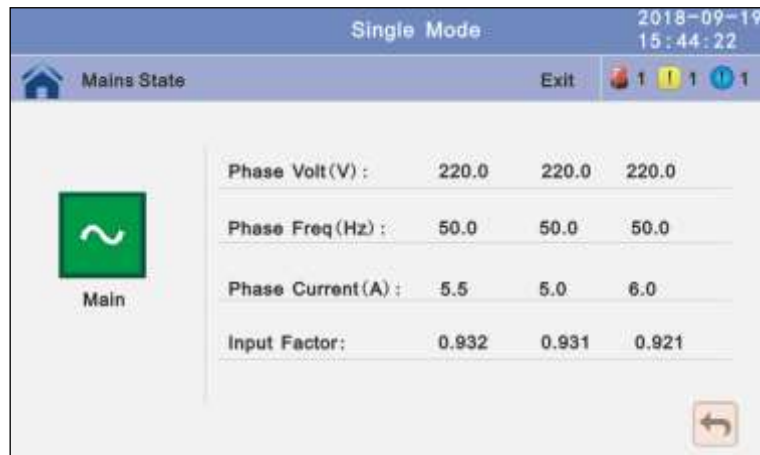 Single Mode
2018-09-19
15:44:22
Mains State Exit 1 ! 1 ! 1
Phase Volt(V): 220.0 220.0 220.0
Phase Freq(Hz): 50.0 50.0 50.0
Main
Phase Current(A): 5.5 5.0 6.0
Input Factor: 0.932 0.931 0.921